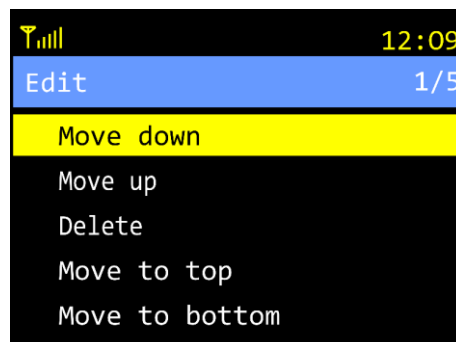 12:09
Edit 1/5
Move down
Move up
Delete
Move to top
Move to bottom